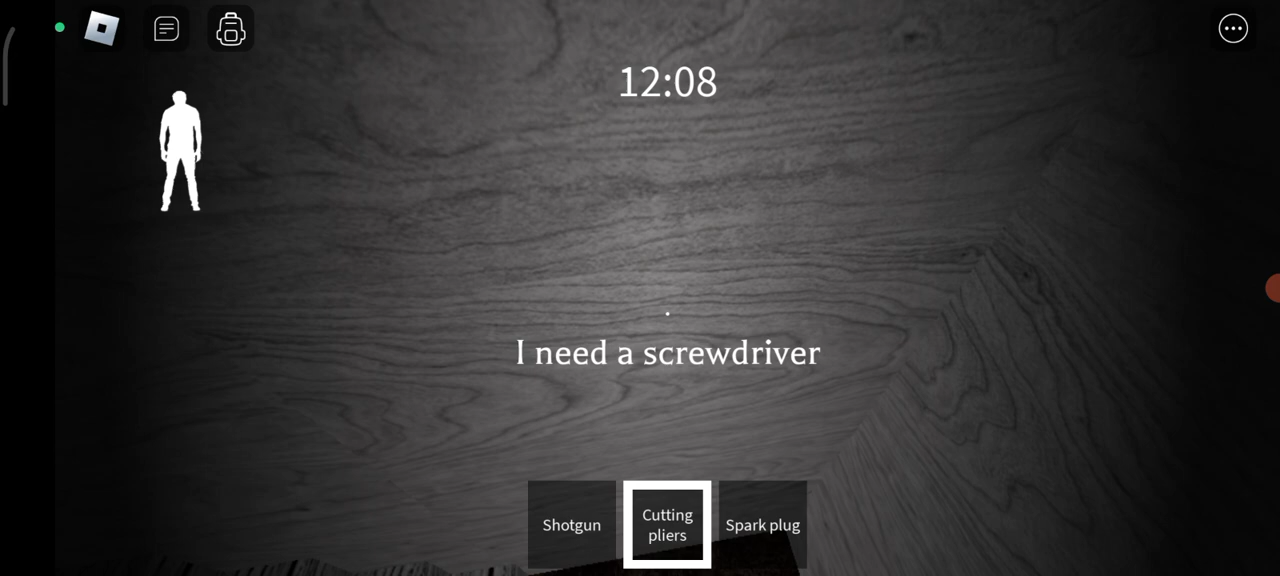 12:08
I need a screwdriver
Shotgun
Cutting
pliers
Spark plug